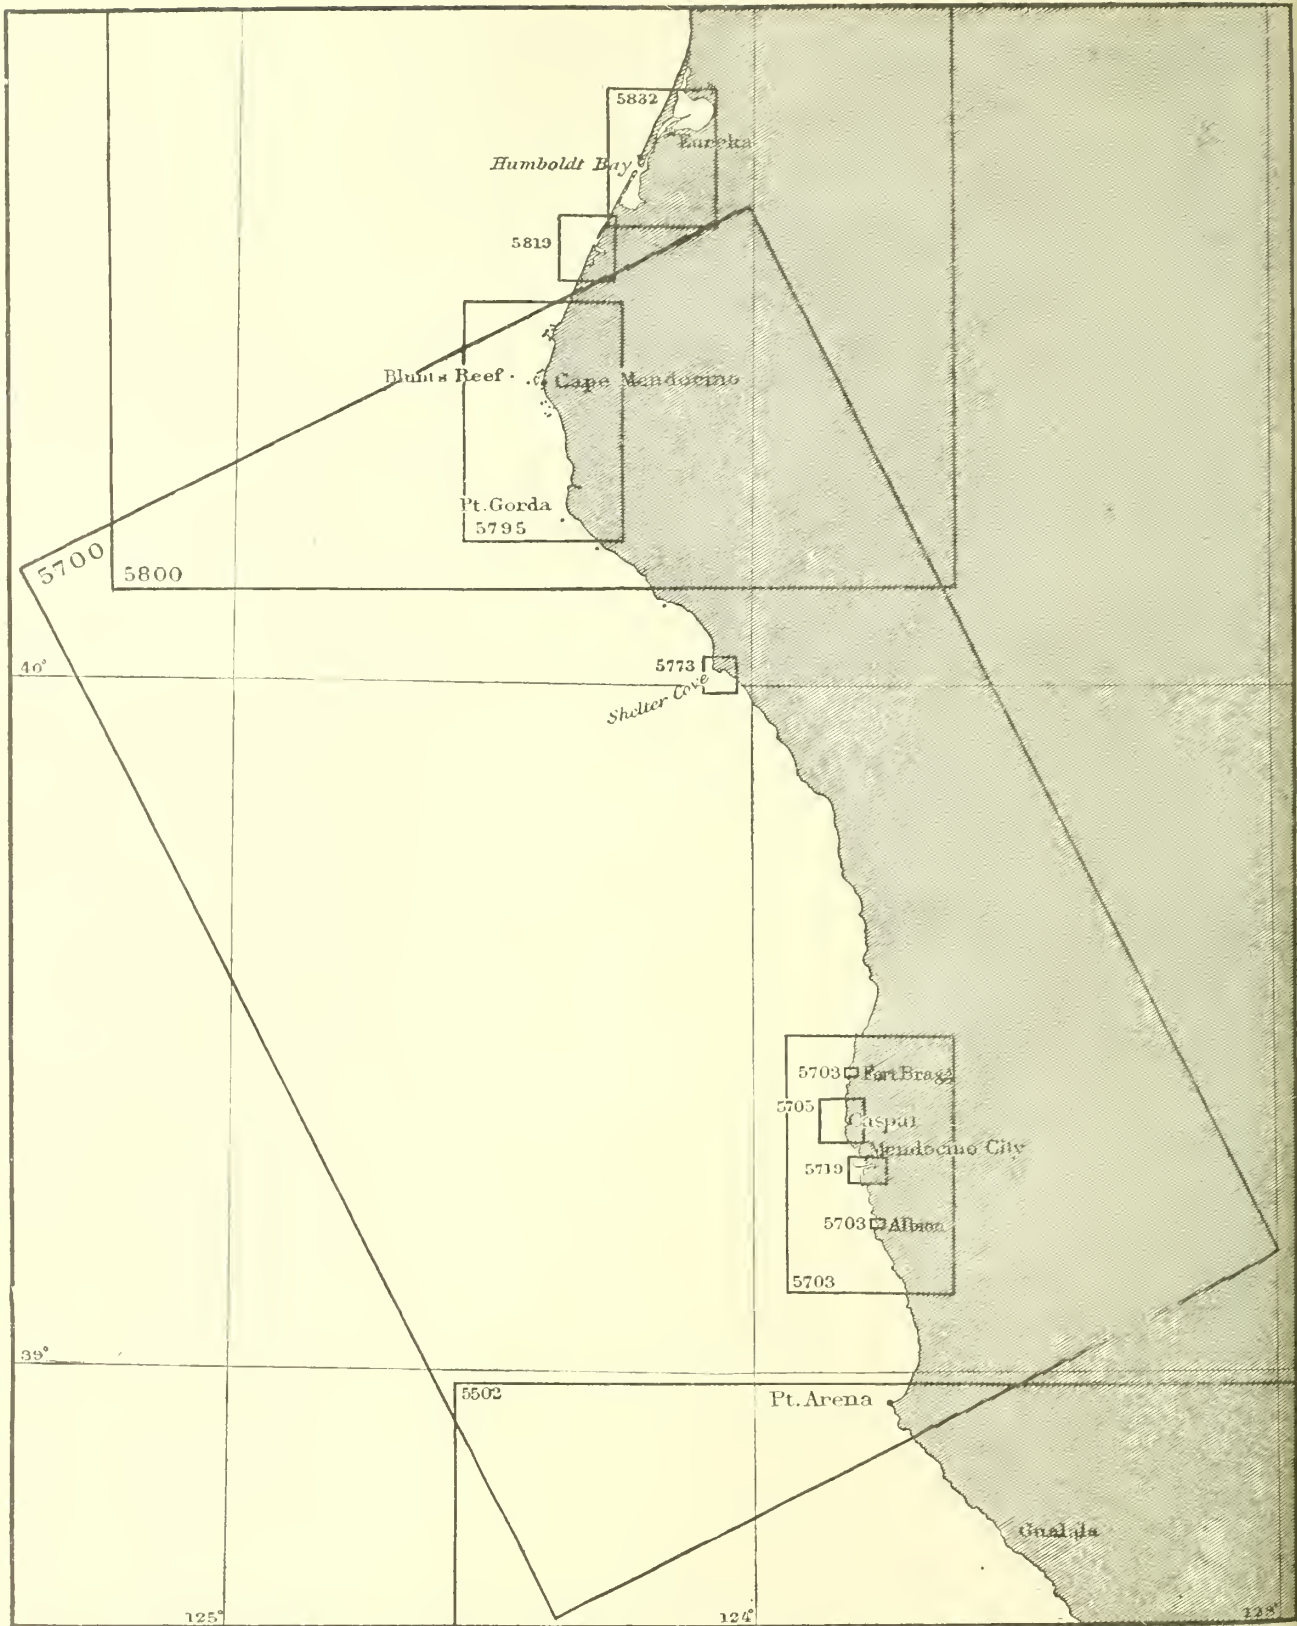 5832
Eureka
Humboldt Bay
5819
Blunts Reef
Cape Mendocino
Pt. Gorda
5795
5700
5800
40°
5773
Shelter Cove
5703
Fort Bragg
5705
Caspar
Mendocino City
5719
5703
Albion
5703
39°
5502
Pt. Arena
Gualala
125°
124°
123°